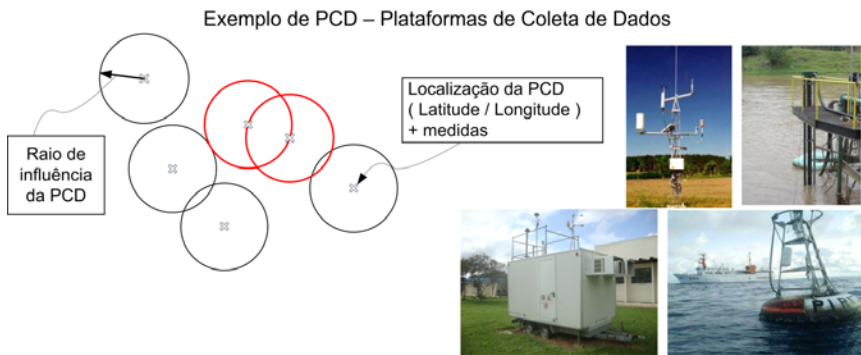 Exemplo de PCD – Plataformas de Coleta de Dados
Localização da PCD
( Latitude / Longitude )
+ medidas
Raio de
influência
da PCD